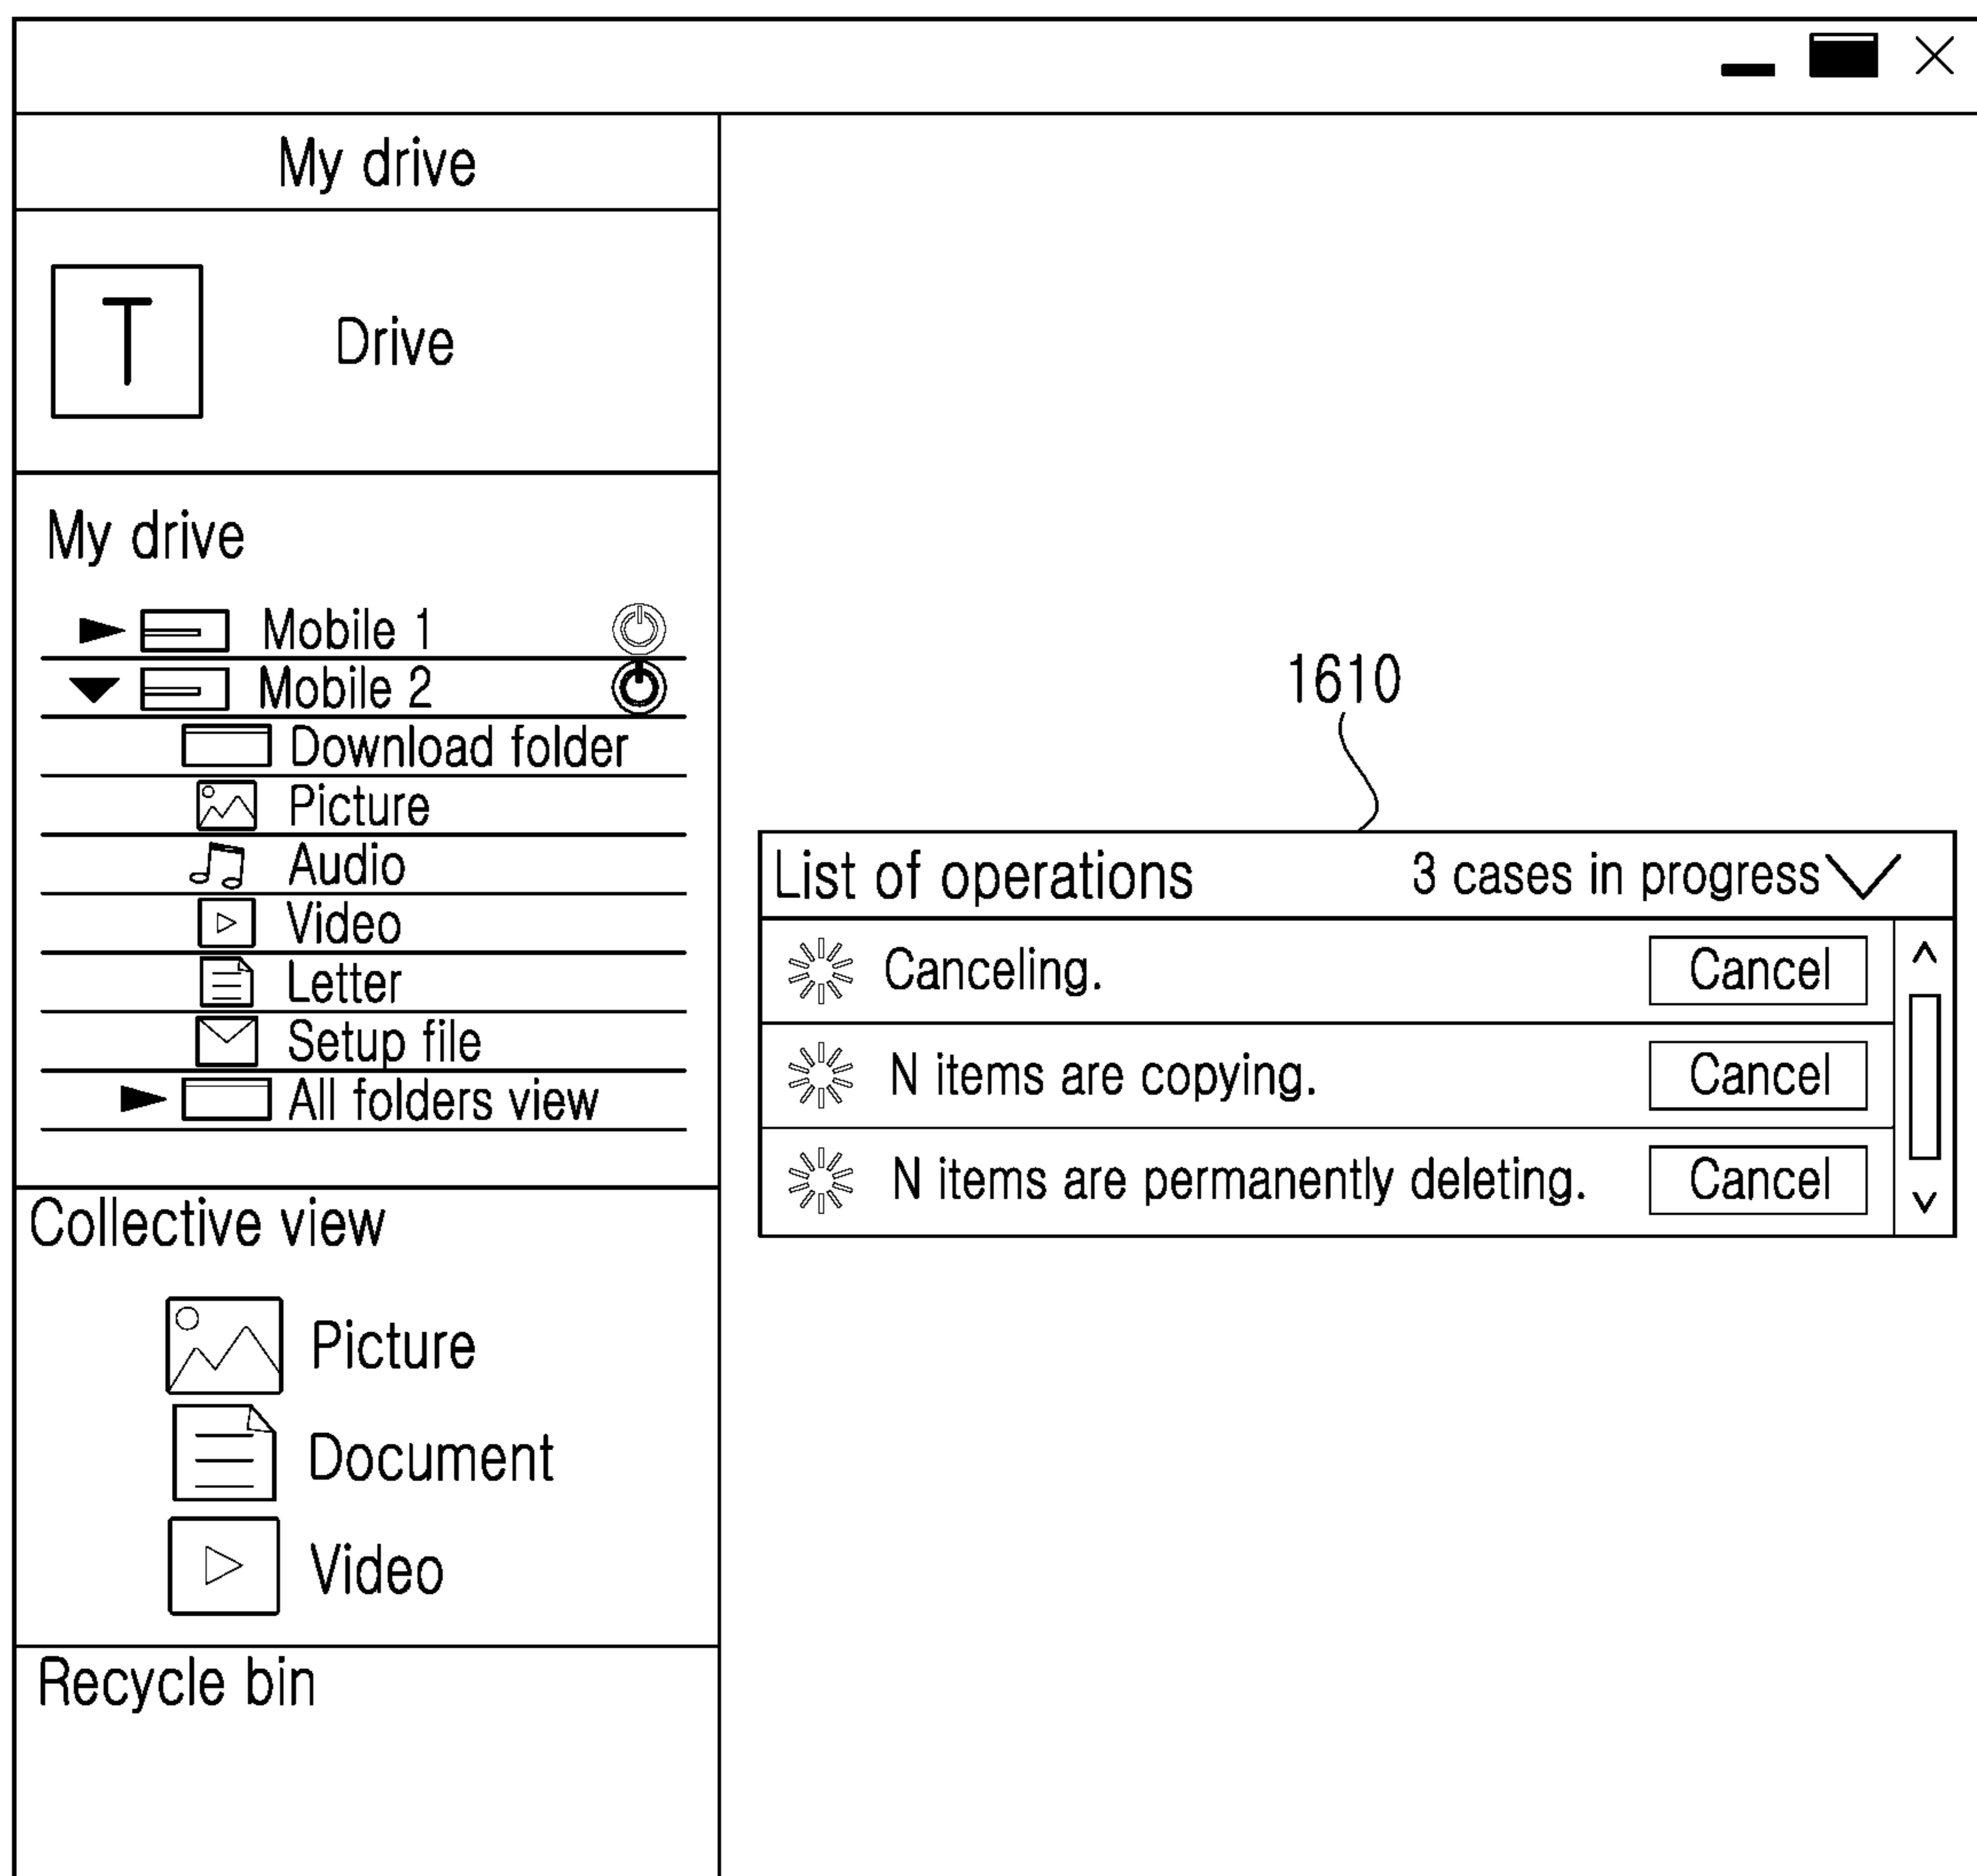 My drive
T
Drive
My drive
Mobile 1
Mobile 2
Download folder
Picture
Audio
Video
Letter
Setup file
All folders view
Collective view
Picture
Document
Video
Recycle bin
1610
List of operations 3 cases in progress
Canceling. Cancel
N items are copying. Cancel
N items are permanently deleting. Cancel